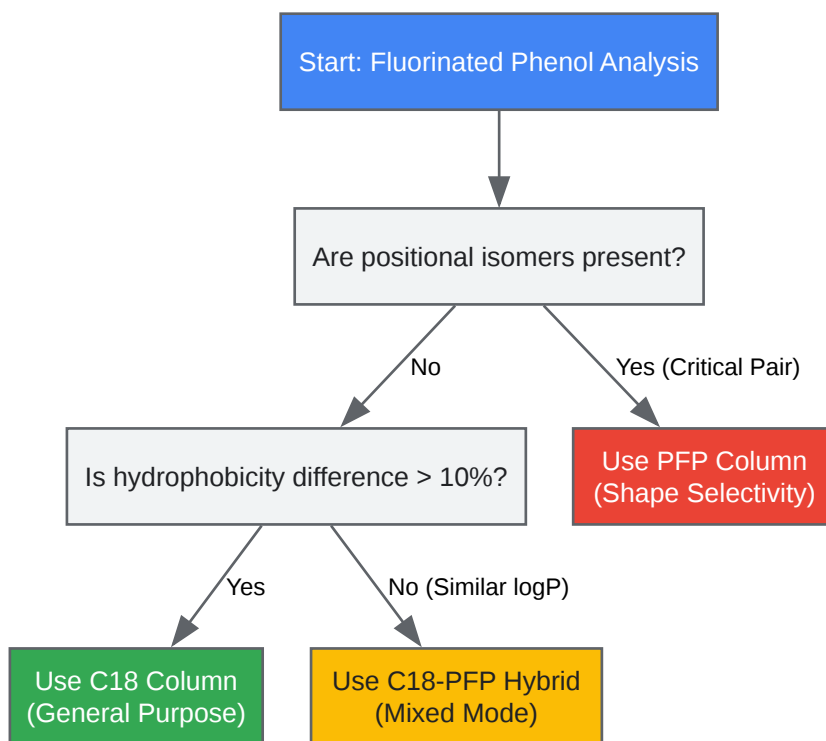 Start: Fluorinated Phenol Analysis
Are positional isomers present?
No
Yes (Critical Pair)
Is hydrophobicity difference > 10%?
Use PFP Column
(Shape Selectivity)
Yes
No (Similar logP)
Use C18 Column
(General Purpose)
Use C18-PFP Hybrid
(Mixed Mode)